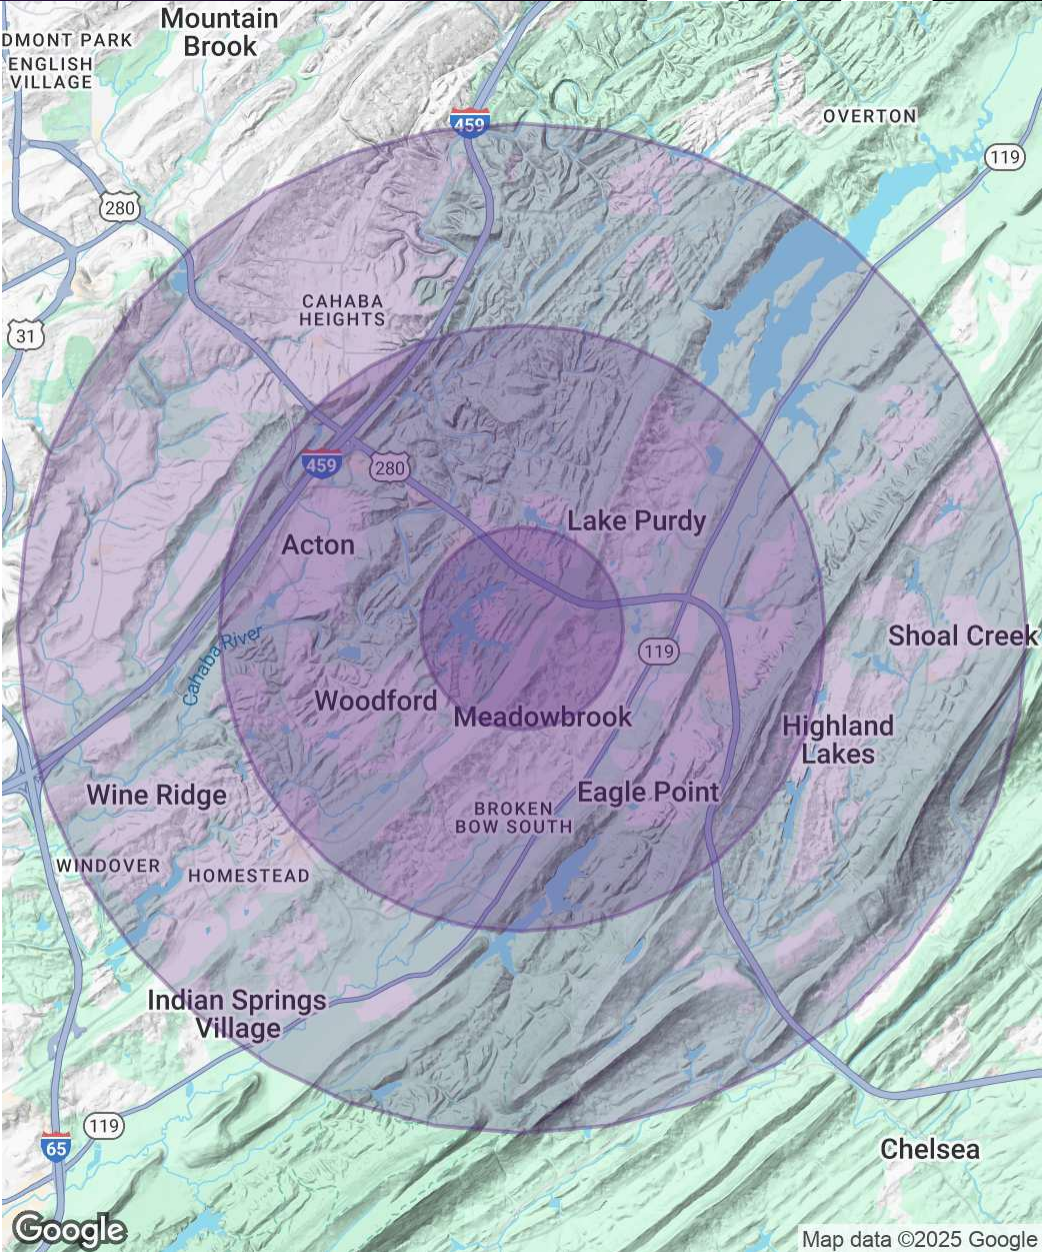 Mountain
Brook
DMONT PARK
ENGLISH
VILLAGE
459
OVERTON
119
280
31
CAHABA
HEIGHTS
459
280
Lake Purdy
Acton
Cahaba River
119
Shoal Creek
Woodford
Meadowbrook
Highland
Lakes
Eagle Point
Wine Ridge
BROKEN
BOW SOUTH
WINDOVER
HOMESTEAD
Indian Springs
Village
119
65
Chelsea
Google
Map data ©2025 Google